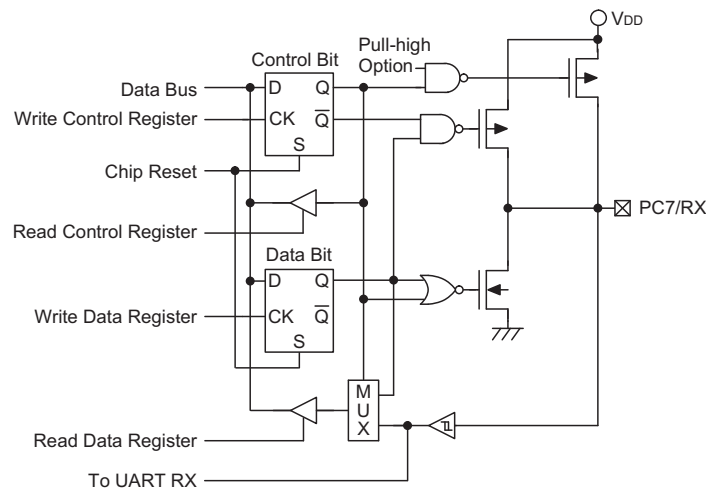 VDD
Control Bit
Pull-high
Option
Data Bus
D
Q
Write Control Register
CK
Q
S
Chip Reset
PC7/RX
Read Control Register
Data Bit
D
Q
Write Data Register
CK
Q
S
M
U
X
Read Data Register
To UART RX